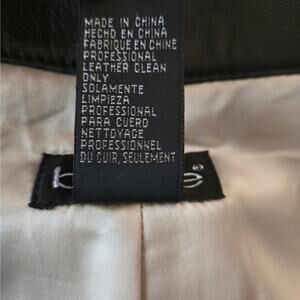 MADE IN CHINA
HECHO EN CHINA
FABRIQUE EN CHINE
PROFESSIONAL
LEATHER CLEAN
ONLY
SOLAMENTE
LIMPIEZA
PROFESSIONAL
PARA CUERO
NETTOYAGE
PROFESSIONNEL
DU CUIR, SEULEMENT